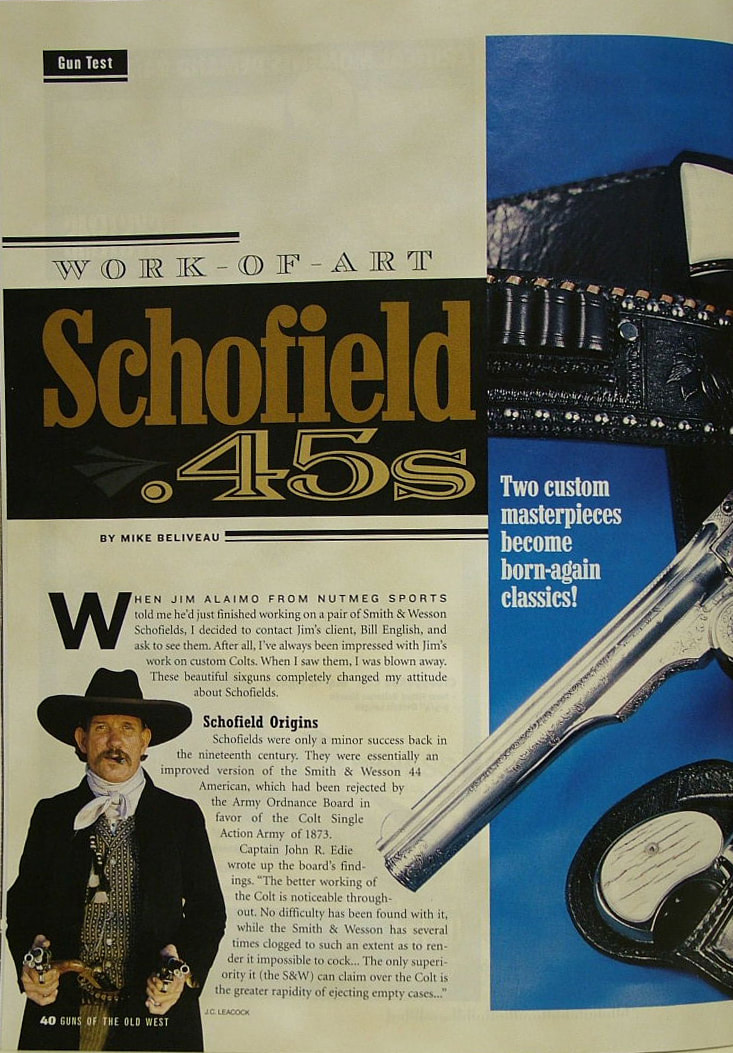 Gun Test
WORK-OF-ART
Schofield
.45s
BY MIKE BELIVEAU
Two custom
masterpieces
become
born-again
classics!
WHEN JIM ALAIMO FROM NUTMEG SPORTS
told me he'd just finished working on a pair of Smith & Wesson
Schofields, I decided to contact Jim's client, Bill English, and
ask to see them. After all, I've always been impressed with Jim's
work on custom Colts. When I saw them, I was blown away.
These beautiful sixguns completely changed my attitude
about Schofields.
Schofield Origins
Schofields were only a minor success back in
the nineteenth century. They were essentially an
improved version of the Smith & Wesson 44
American, which had been rejected by
the Army Ordnance Board in
favor of the Colt Single
Action Army of 1873.
Captain John R. Edie
wrote up the board's find-
ings. "The better working of
the Colt is noticeable through-
out. No difficulty has been found with it,
while the Smith & Wesson has several
times clogged to such an extent as to ren-
der it impossible to cock... The only superi-
ority it (the S&W) can claim over the Colt is
the greater rapidity of ejecting empty cases..."
J.C. LEACOCK
40 GUNS OF THE OLD WEST